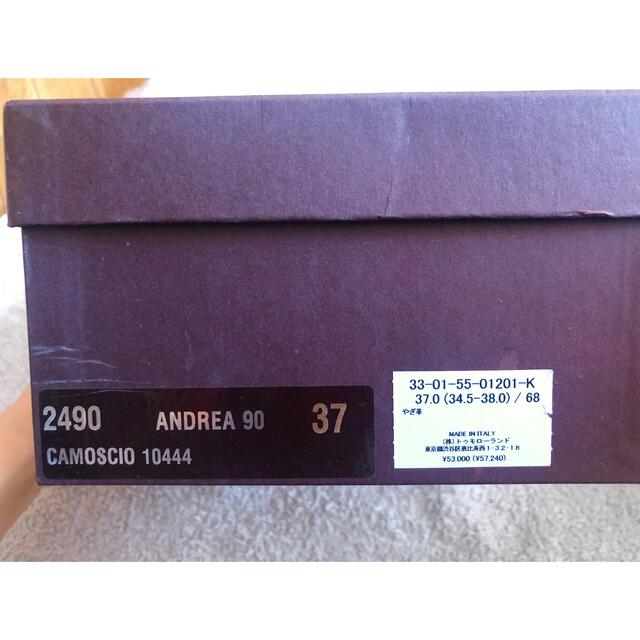 2490 ANDREA 90 37
CAMOSCIO 10444
33-01-55-01201-K
37.0 (34.5-38.0) / 68
やぎ革
MADE IN ITALY
(株)トゥモローランド
東京都渋谷区恵比寿西1-32-18
¥53,000 (¥57,240)